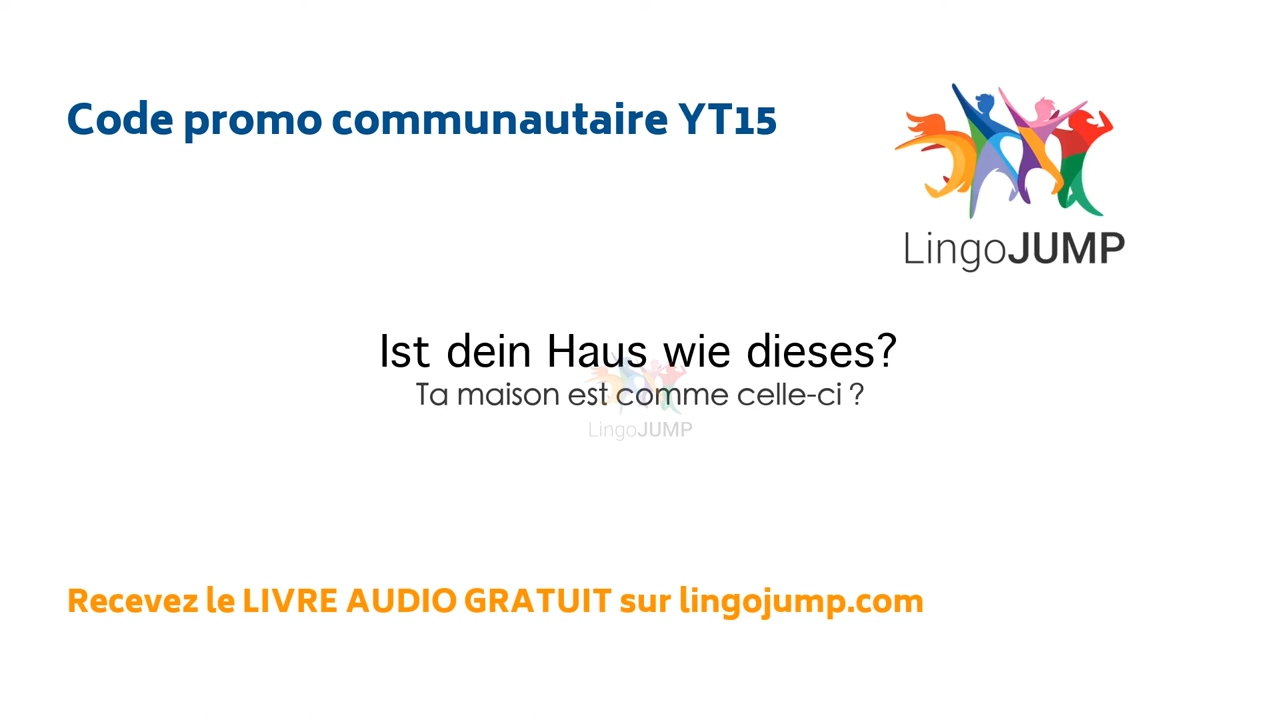 Code promo communautaire YT15
LingoJUMP
Ist dein Haus wie dieses?
Ta maison est comme celle-ci ?
LingoJUMP
Recevez le LIVRE AUDIO GRATUIT sur lingojump.com